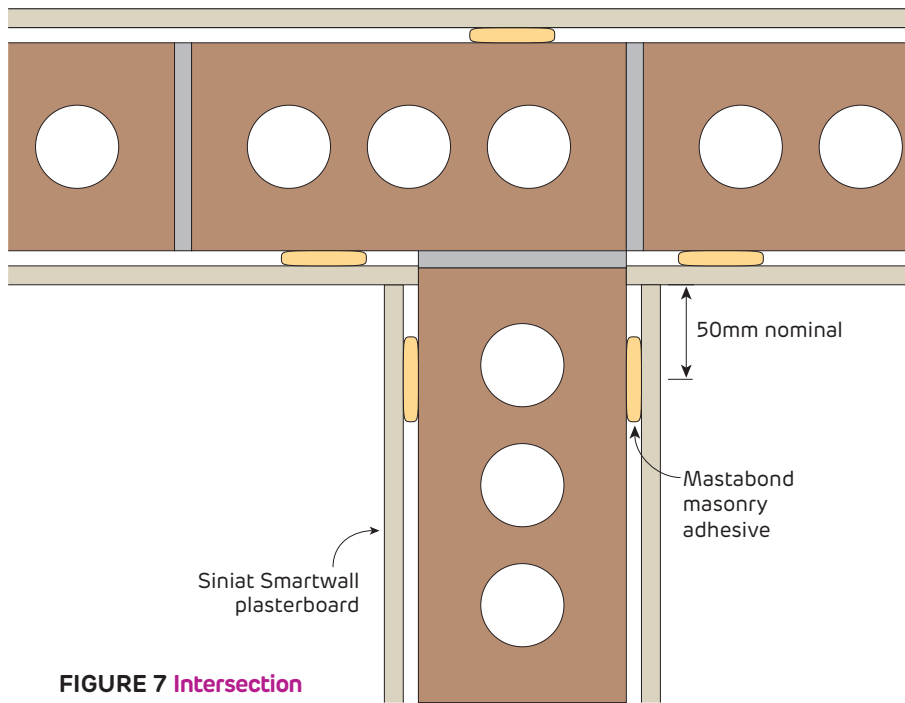 50mm nominal
Mastabond
masonry
adhesive
Siniat Smartwall
plasterboard
FIGURE 7 Intersection